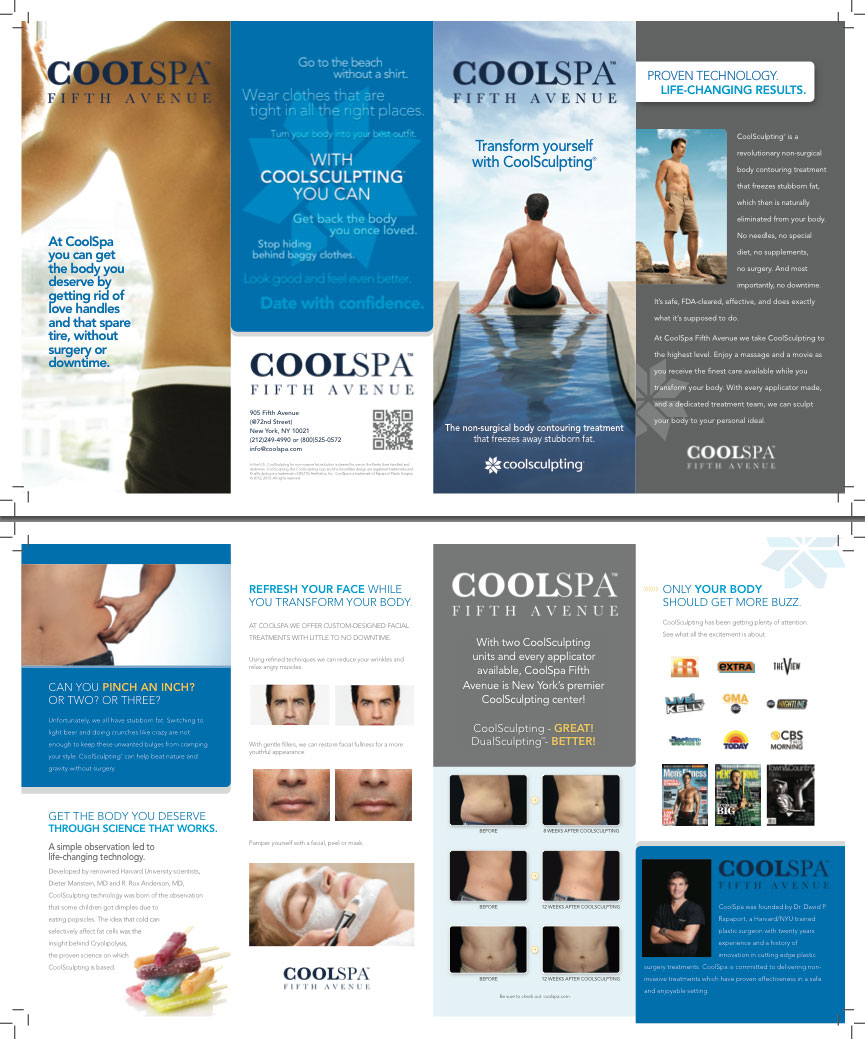 COOLSPA™
FIFTH AVENUE
At CoolSpa
you can get
the body you
deserve by
getting rid of
love handles
and that spare
tire, without
surgery or
downtime.
Go to the beach
without a shirt.
Wear clothes that are
tight in all the right places.
Turn your body into your best outfit.
WITH
COOLSCULPTING
YOU CAN
Get back the body
you once loved.
Stop hiding
behind baggy clothes.
Look good and feel even better.
Date with confidence.
COOLSPA™
FIFTH AVENUE
905 Fifth Avenue
(@72nd Street)
New York, NY 10021
(212)249-4990 or (800)525-0572
info@coolspa.com
COOLSPA™
FIFTH AVENUE
Transform yourself
with CoolSculpting®
The non-surgical body contouring treatment
that freezes away stubborn fat.
coolsculpting
PROVEN TECHNOLOGY.
LIFE-CHANGING RESULTS.
CoolSculpting® is a
revolutionary non-surgical
body contouring treatment
that freezes stubborn fat,
which then is naturally
eliminated from your body.
No needles, no special
diet, no supplements,
no surgery. And most
importantly, no downtime.
It's safe, FDA-cleared, effective, and does exactly
what it's supposed to do.
At CoolSpa Fifth Avenue we take CoolSculpting to
the highest level. Enjoy a massage and a movie as
you receive the finest care available while you
transform your body. With every applicator made,
and a dedicated treatment team, we can sculpt
your body to your personal ideal.
COOLSPA™
FIFTH AVENUE
CAN YOU PINCH AN INCH?
OR TWO? OR THREE?
Unfortunately, we all have stubborn fat. Switching to
light beer and doing crunches like crazy are not
enough to keep these unwanted bulges from cramping
your style. CoolSculpting® can help beat nature and
gravity without surgery.
GET THE BODY YOU DESERVE
THROUGH SCIENCE THAT WORKS.
A simple observation led to
life-changing technology.
Developed by renowned Harvard University scientists,
Dieter Manstein, MD and R. Rox Anderson, MD,
CoolSculpting technology was born of the observation
that some children got dimples due to
eating popsicles. The idea that cold can
selectively affect fat cells was the
insight behind Cryolipolysis,
the proven science on which
CoolSculpting is based.
REFRESH YOUR FACE WHILE
YOU TRANSFORM YOUR BODY.
AT COOLSPA WE OFFER CUSTOM-DESIGNED FACIAL
TREATMENTS WITH LITTLE TO NO DOWNTIME.
Using refined techniques we can reduce your wrinkles and
relax angry muscles.
With gentle fillers, we can restore facial fullness for a more
youthful appearance.
Pamper yourself with a facial, peel or mask.
COOLSPA™
FIFTH AVENUE
COOLSPA™
FIFTH AVENUE
With two CoolSculpting
units and every applicator
available, CoolSpa Fifth
Avenue is New York's premier
CoolSculpting center!
CoolSculpting - GREAT!
DualSculpting™- BETTER!
BEFORE
8 WEEKS AFTER COOLSCULPTING
BEFORE
12 WEEKS AFTER COOLSCULPTING
BEFORE
12 WEEKS AFTER COOLSCULPTING
Be sure to check out coolspa.com
ONLY YOUR BODY
SHOULD GET MORE BUZZ.
CoolSculpting has been getting plenty of attention.
See what all the excitement is about.
extra
THE VIEW
LIVE! KELLY
GMA
abc
NIGHTLINE
The Doctors
TODAY
CBS
THIS MORNING
Men's Fitness
MEN'S JOURNAL
BIG
Town&Country
COOLSPA™
FIFTH AVENUE
CoolSpa was founded by Dr. David P.
Rapaport, a Harvard/NYU trained
plastic surgeon with twenty years
experience and a history of
innovation in cutting edge plastic
surgery treatments. CoolSpa is committed to delivering non-
invasive treatments which have proven effectiveness in a safe
and enjoyable setting.